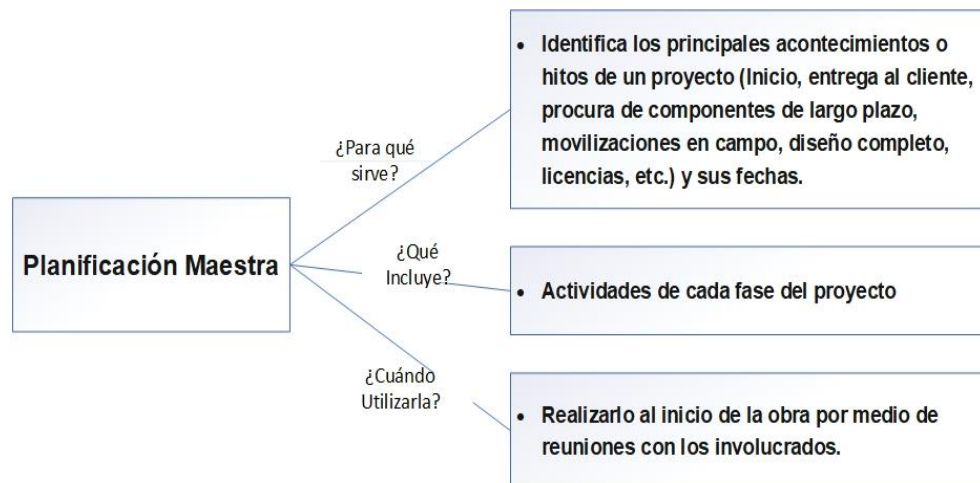 Planificación Maestra
¿Para qué
sirve?
• Identifica los principales acontecimientos o
hitos de un proyecto (Inicio, entrega al cliente,
procura de componentes de largo plazo,
movilizaciones en campo, diseño completo,
licencias, etc.) y sus fechas.
¿Qué
Incluye?
• Actividades de cada fase del proyecto
¿Cuándo
Utilizarla?
• Realizarlo al inicio de la obra por medio de
reuniones con los involucrados.